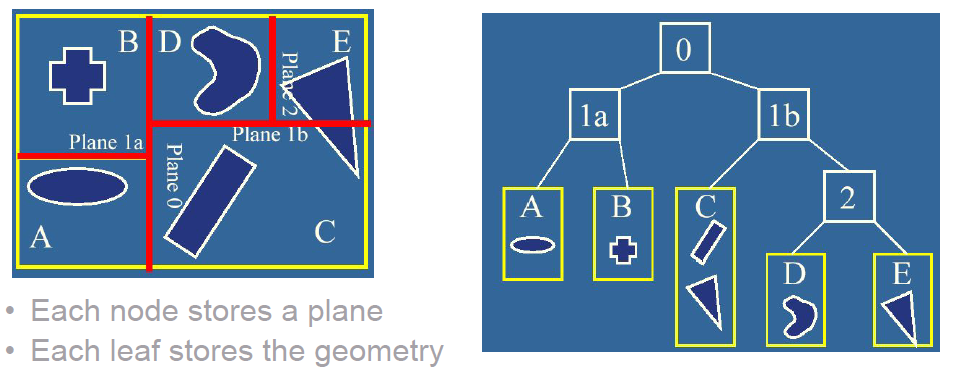 B D E
Plane 2
Plane 1a
Plane 1b
Plane 0
A
C
0
1a 1b
2
A B C
D E
• Each node stores a plane
• Each leaf stores the geometry